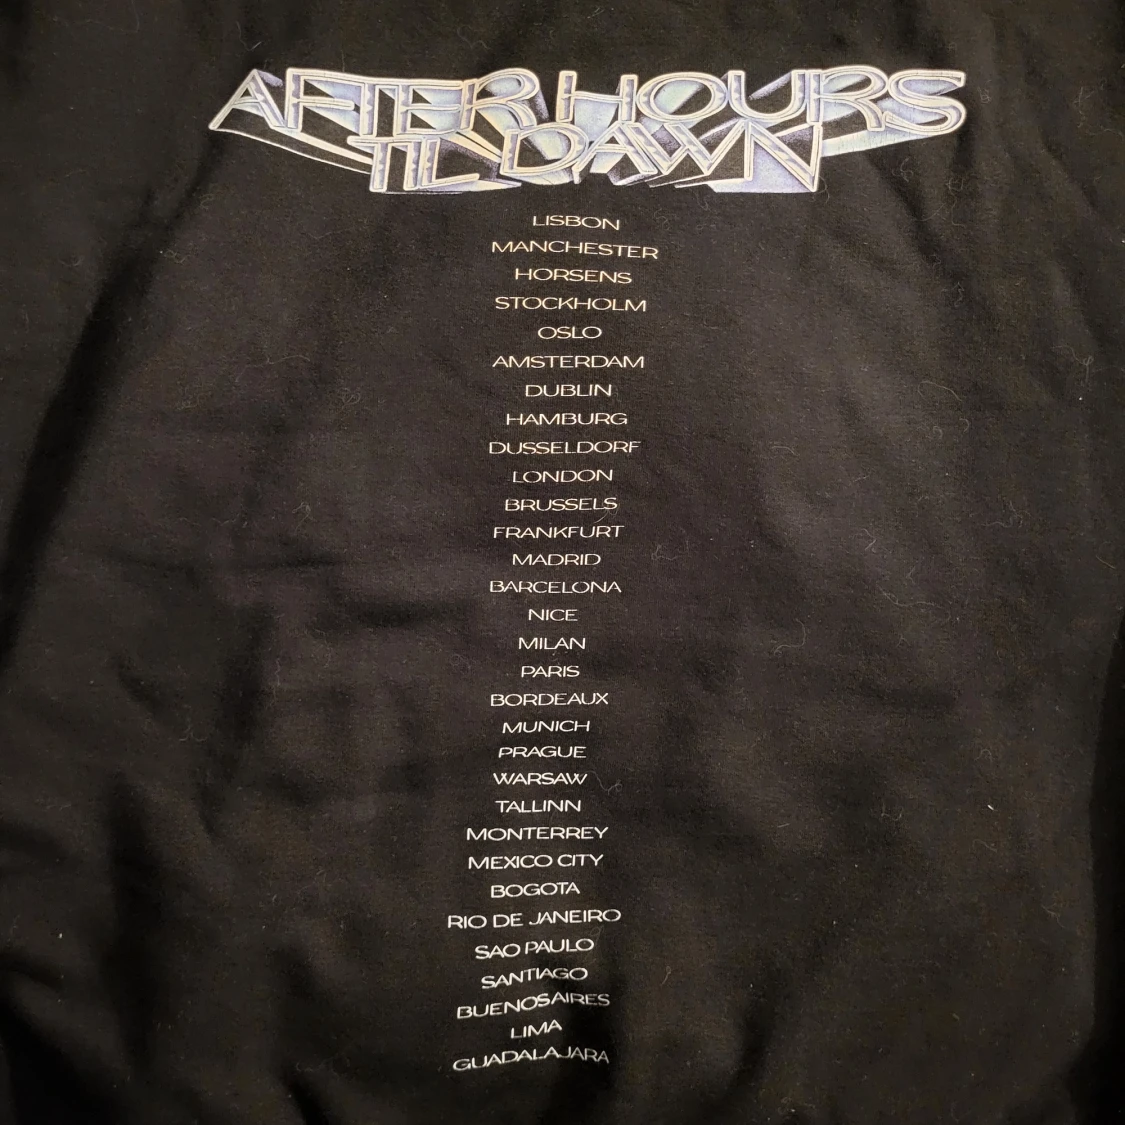 AFTER HOURS
TIL DAWN
LISBON
MANCHESTER
HORSENS
STOCKHOLM
OSLO
AMSTERDAM
DUBLIN
HAMBURG
DUSSELDORF
LONDON
BRUSSELS
FRANKFURT
MADRID
BARCELONA
NICE
MILAN
PARIS
BORDEAUX
MUNICH
PRAGUE
WARSAW
TALLINN
MONTERREY
MEXICO CITY
BOGOTA
RIO DE JANEIRO
SAO PAULO
SANTIAGO
BUENOS AIRES
LIMA
GUADALAJARA